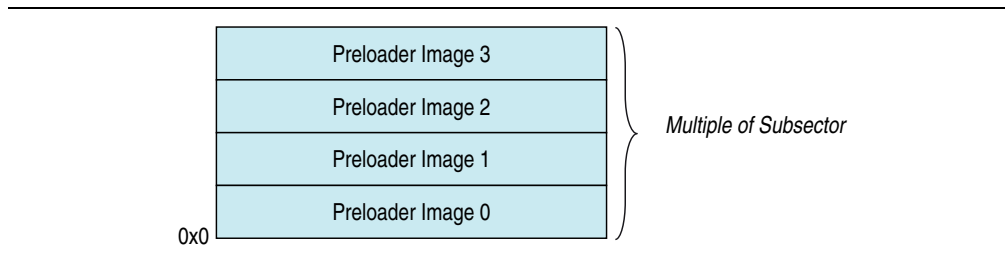 Preloader Image 3
Preloader Image 2
Multiple of Subsector
Preloader Image 1
Preloader Image 0
0x0